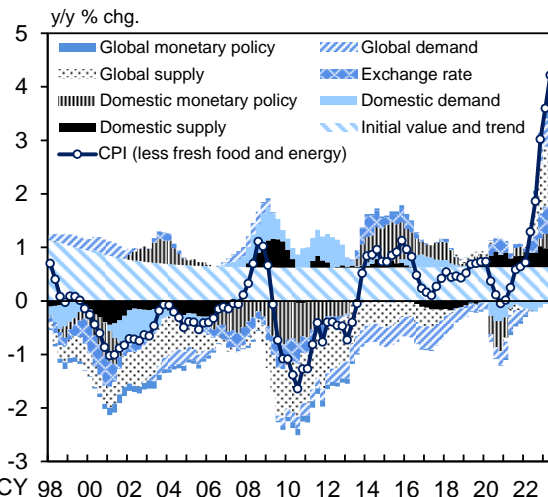 y/y % chg.
5
Global monetary policy Global demand
Global supply Exchange rate
4
Domestic monetary policy Domestic demand
Domestic supply Initial value and trend
3
CPI (less fresh food and energy)
2
1
0
-1
-2
-3
CY 98 00 02 04 06 08 10 12 14 16 18 20 22